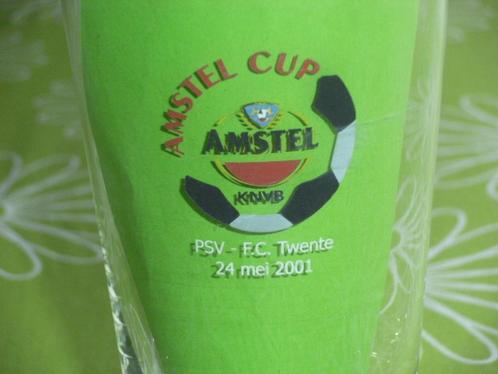 AMSTEL CUP
AMSTEL
KNVB
PSV - F.C. Twente
24 mei 2001